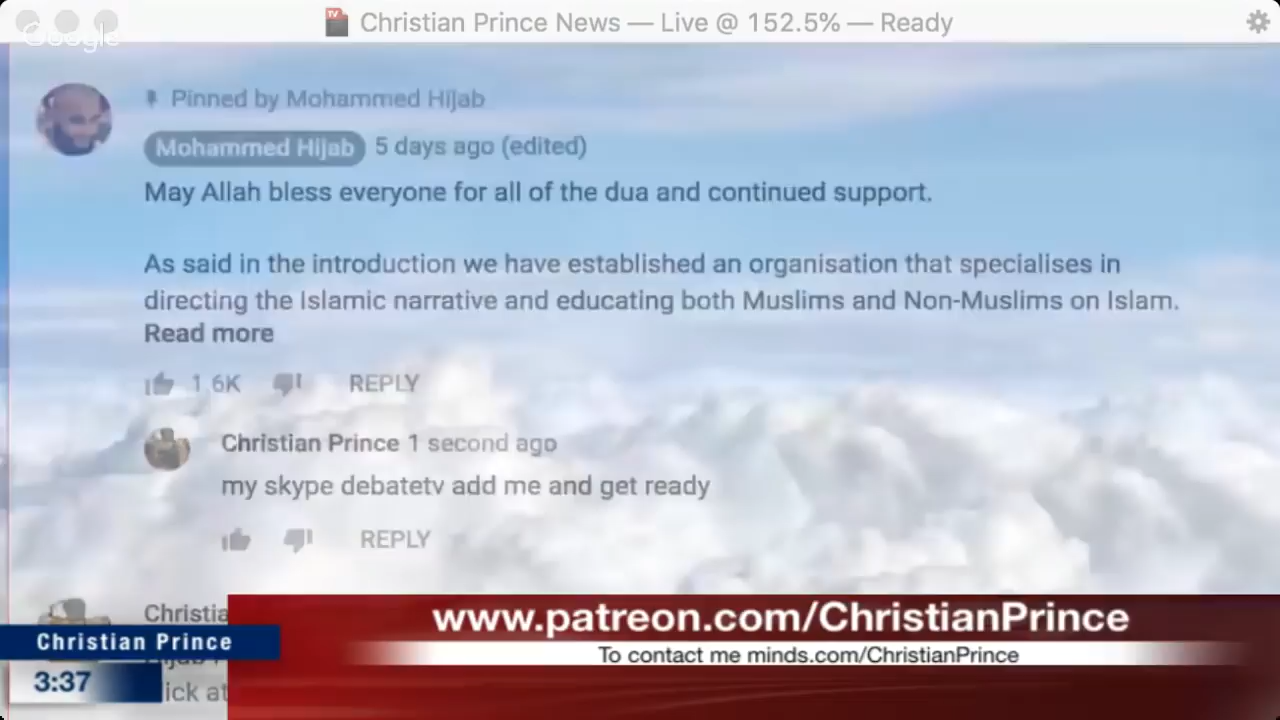 Christian Prince News — Live @ 152.5% — Ready
Google
Pinned by Mohammed Hijab
Mohammed Hijab 5 days ago (edited)
May Allah bless everyone for all of the dua and continued support.
As said in the introduction we have established an organisation that specialises in
directing the Islamic narrative and educating both Muslims and Non-Muslims on Islam.
Read more
1.6K REPLY
Christian Prince 1 second ago
my skype debatetv add me and get ready
REPLY
Christia
www.patreon.com/ChristianPrince
To contact me minds.com/ChristianPrince
Christian Prince
3:37